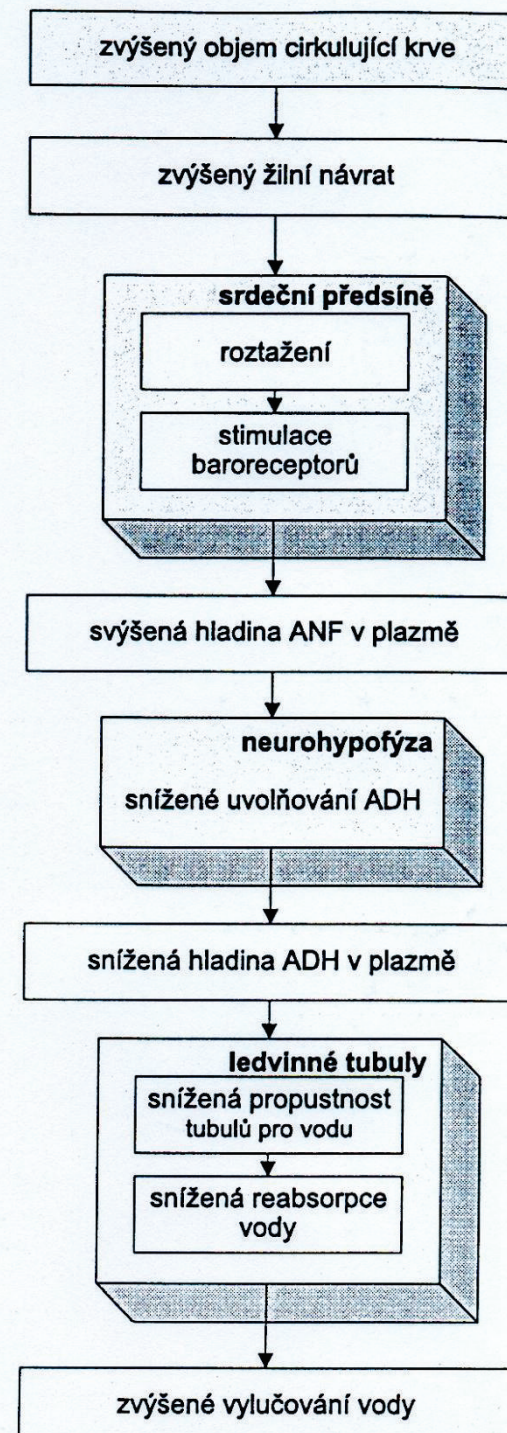 zvýšený objem cirkulující krve
zvýšený žilní návrat
srdeční předsíně
roztažení
stimulace
baroreceptorů
svýšená hladina ANF v plazmě
neurohypofýza
snížené uvolňování ADH
snížená hladina ADH v plazmě
ledvinné tubuly
snížená propustnost
tubulů pro vodu
snížená reabsorpce
vody
zvýšené vylučování vody